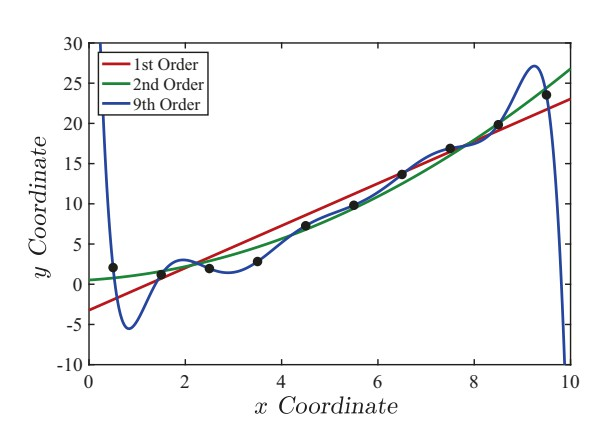 30
25
20
15
10
5
0
-5
-10
1st Order
2nd Order
9th Order
y Coordinate
0 2 4 6 8 10
x Coordinate